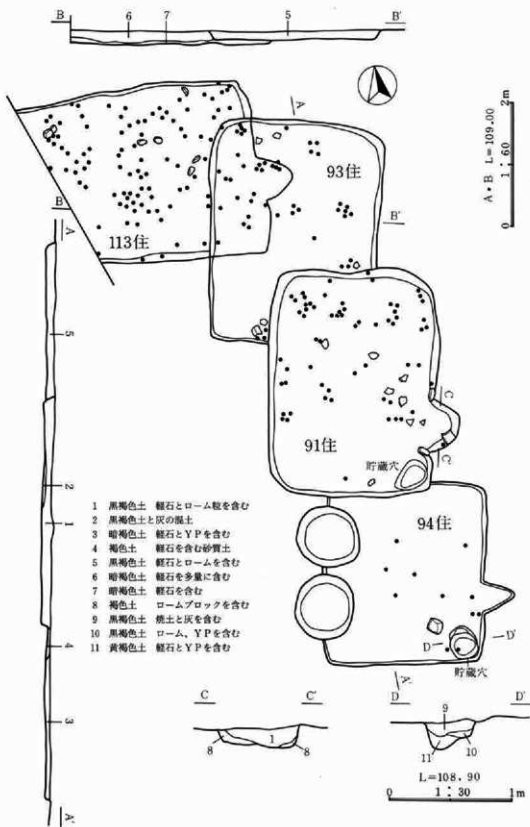 B B'
6 7 5
A
93住
B'
113住
B
A
5
91住
C
C'
貯蔵穴
2
1
94住
4
3
D D'
貯蔵穴
A'
A'
A・B L=109.00
0 1:60 2m
1 黒褐色土 軽石とローム粒を含む
2 黒褐色土と灰の混土
3 暗褐色土 軽石とYPを含む
4 褐色土 軽石を含む砂質土
5 黒褐色土 軽石とロームを含む
6 暗褐色土 軽石を多量に含む
7 暗褐色土 軽石を含む
8 褐色土 ロームブロックを含む
9 黒褐色土 焼土と灰を含む
10 黒褐色土 ローム、YPを含む
11 黄褐色土 軽石とYPを含む
C C'
8 1 8
D D'
9
11 10
L=108.90
0 1:30 1m